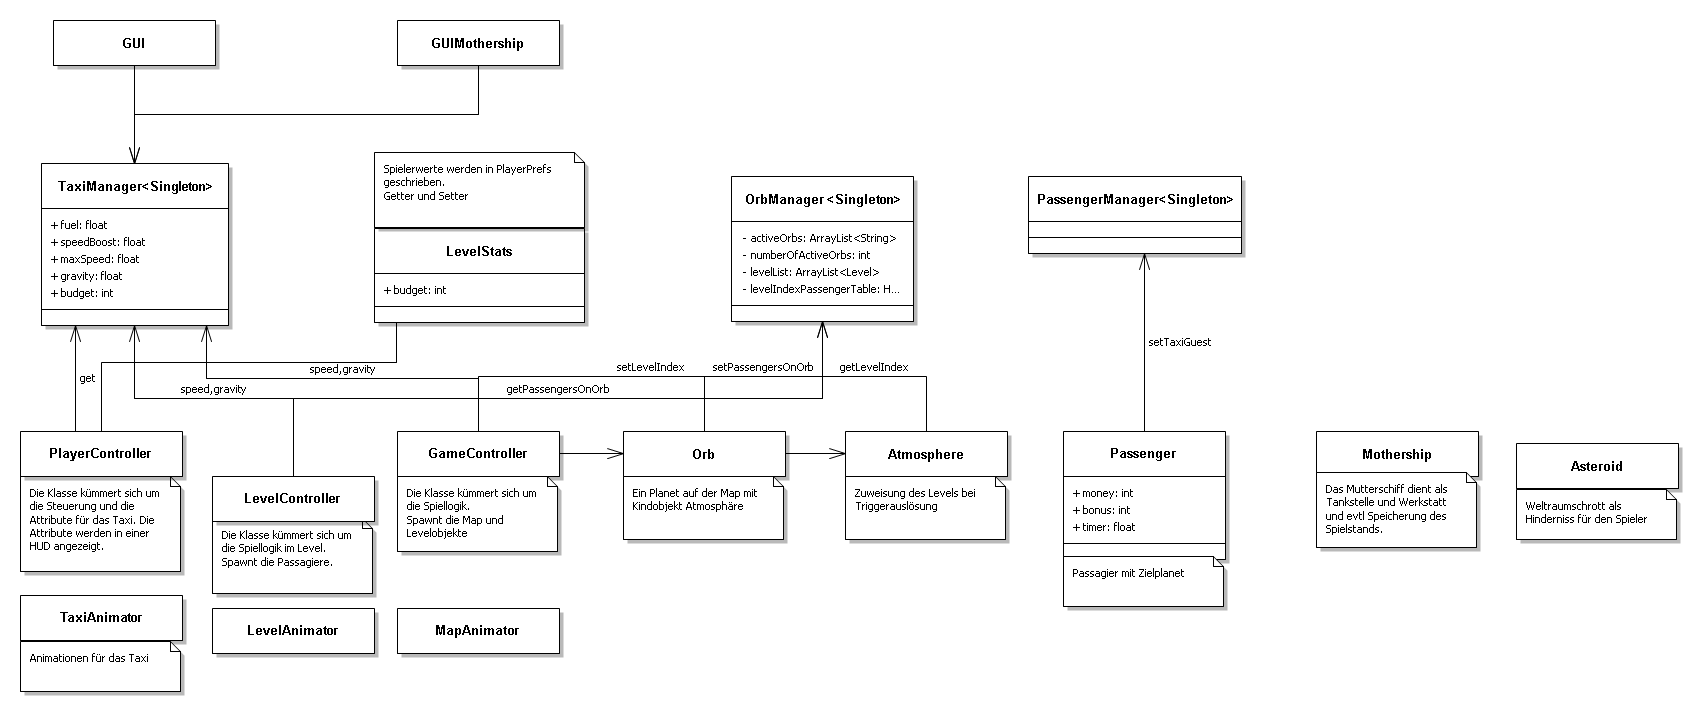 GUI
GUIMothership
TaxiManager<Singleton>
+ fuel: float
+ speedBoost: float
+ maxSpeed: float
+ gravity: float
+ budget: int
Spielerwerte werden in PlayerPrefs
geschrieben.
Getter und Setter
LevelStats
+ budget: int
OrbManager <Singleton>
- activeOrbs: ArrayList<String>
- numberOfActiveOrbs: int
- levelList: ArrayList<Level>
- levelIndexPassengerTable: H...
PassengerManager<Singleton>
setTaxiGuest
get
speed,gravity
speed,gravity
setLevelIndex
setPassengersOnOrb
getLevelIndex
getPassengersOnOrb
PlayerController
Die Klasse kümmert sich um
die Steuerung und die
Attribute für das Taxi. Die
Attribute werden in einer
HUD angezeigt.
LevelController
Die Klasse kümmert sich um
die Spiellogik im Level.
Spawnt die Passagiere.
GameController
Die Klasse kümmert sich um
die Spiellogik.
Spawnt die Map und
Levelobjekte
Orb
Ein Planet auf der Map mit
Kindobjekt Atmosphäre
Atmosphere
Zuweisung des Levels bei
Triggerauslösung
Passenger
+ money: int
+ bonus: int
+ timer: float
Passagier mit Zielplanet
Mothership
Das Mutterschiff dient als
Tankstelle und Werkstatt
und evtl Speicherung des
Spielstands.
Asteroid
Weltraumschrott als
Hinderniss für den Spieler
TaxiAnimator
Animationen für das Taxi
LevelAnimator
MapAnimator